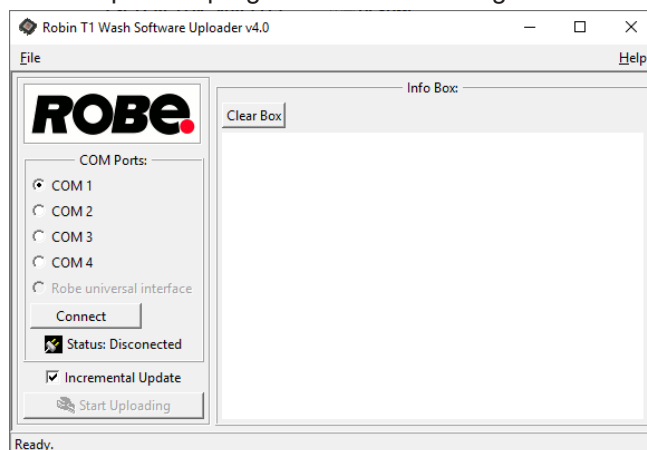 Robin T1 Wash Software Uploader v4.0
File
Help
ROBE
Info Box:
Clear Box
COM Ports:
COM 1
COM 2
COM 3
COM 4
Robe universal interface
Connect
Status: Disconected
Incremental Update
Start Uploading
Ready.